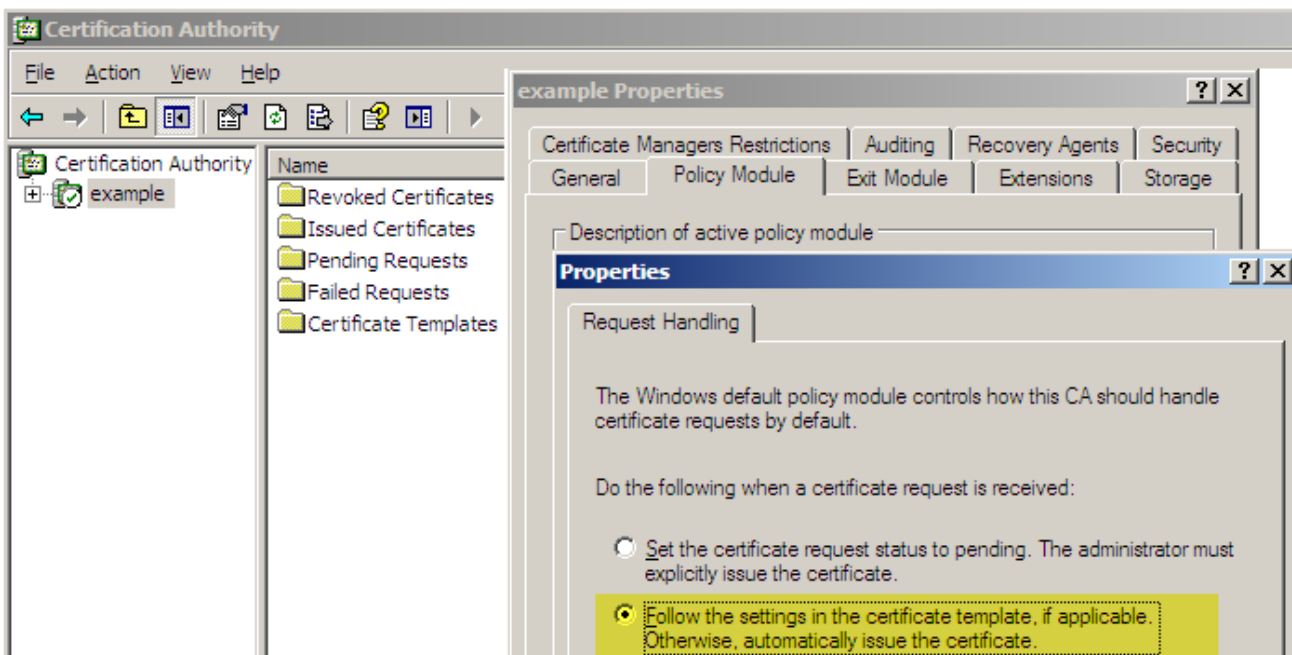 Certification Authority
File Action View Help
Certification Authority
example
Name
Revoked Certificates
Issued Certificates
Pending Requests
Failed Requests
Certificate Templates
example Properties
Certificate Managers Restrictions Auditing Recovery Agents Security
General Policy Module Exit Module Extensions Storage
Description of active policy module
Properties
Request Handling
The Windows default policy module controls how this CA should handle
certificate requests by default.
Do the following when a certificate request is received:
Set the certificate request status to pending. The administrator must
explicitly issue the certificate.
Follow the settings in the certificate template, if applicable.
Otherwise, automatically issue the certificate.